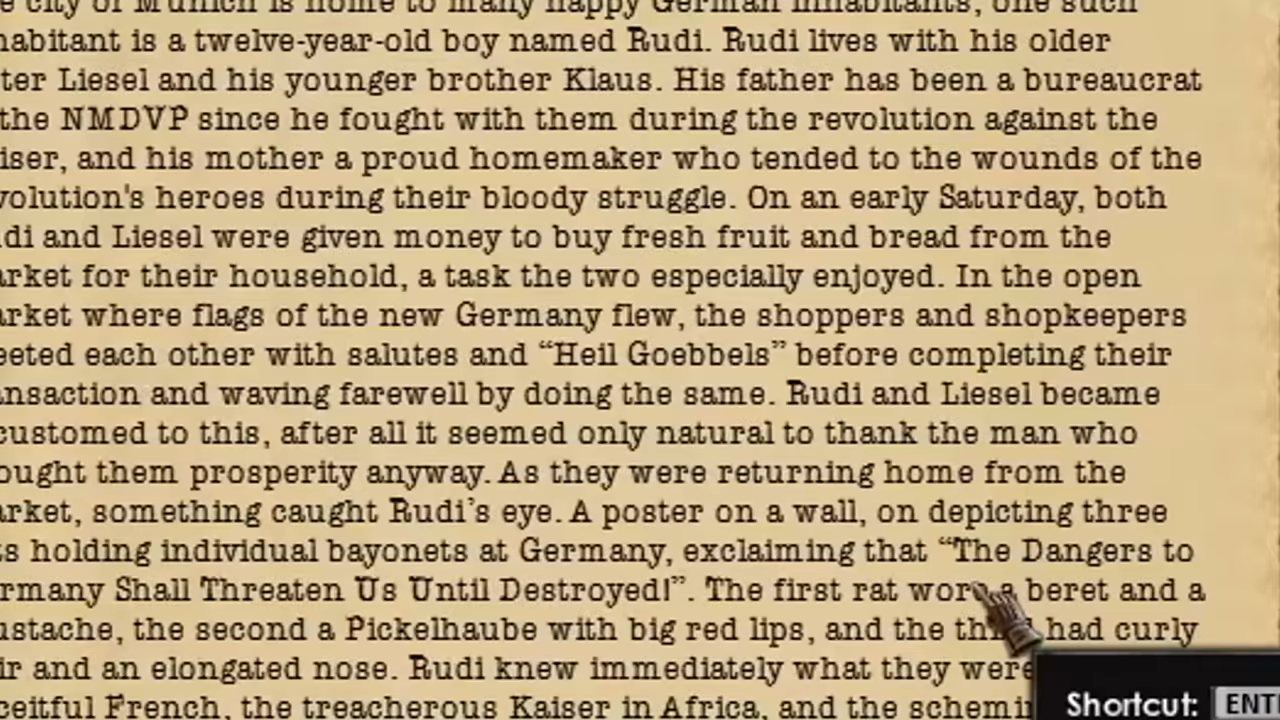 city of Munich is home to many happy German inhabitants, one such
habitant is a twelve-year-old boy named Rudi. Rudi lives with his older
ter Liesel and his younger brother Klaus. His father has been a bureaucrat
the NMDVP since he fought with them during the revolution against the
iser, and his mother a proud homemaker who tended to the wounds of the
volution's heroes during their bloody struggle. On an early Saturday, both
di and Liesel were given money to buy fresh fruit and bread from the
rket for their household, a task the two especially enjoyed. In the open
rket where flags of the new Germany flew, the shoppers and shopkeepers
eeted each other with salutes and “Heil Goebbels” before completing their
ansaction and waving farewell by doing the same. Rudi and Liesel became
customed to this, after all it seemed only natural to thank the man who
ought them prosperity anyway. As they were returning home from the
rket, something caught Rudi's eye. A poster on a wall, on depicting three
ts holding individual bayonets at Germany, exclaiming that “The Dangers to
rmany Shall Threaten Us Until Destroyed!”. The first rat wore a beret and a
ustache, the second a Pickelhaube with big red lips, and the third had curly
ir and an elongated nose. Rudi knew immediately what they were
ceitful French, the treacherous Kaiser in Africa, and the schemin
Shortcut: ENT